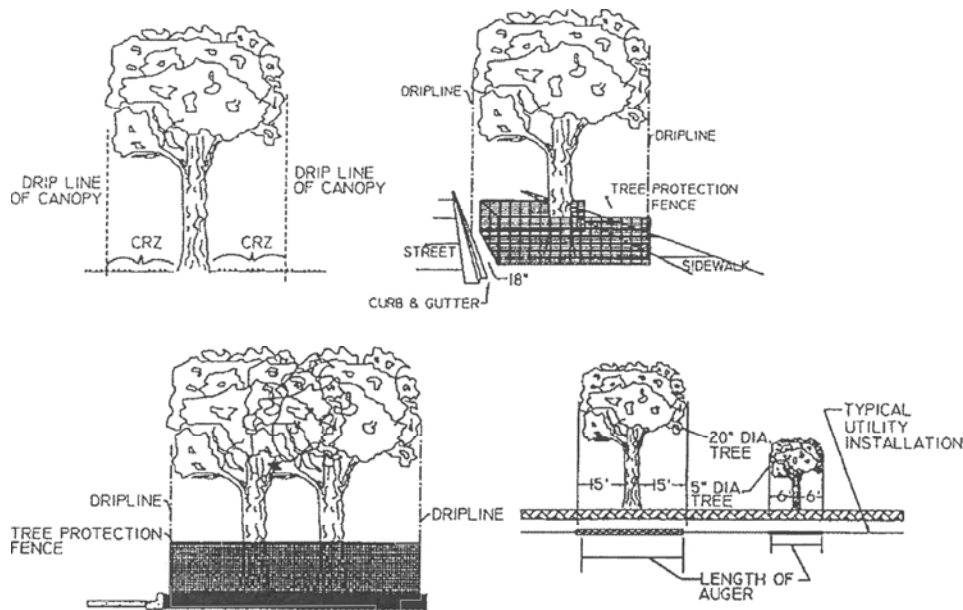 DRIP LINE
OF CANOPY
DRIP LINE
OF CANOPY
CRZ
CRZ
DRIPLINE
DRIPLINE
TREE PROTECTION
FENCE
STREET
SIDEWALK
18"
CURB & GUTTER
DRIPLINE
DRIPLINE
TREE PROTECTION
FENCE
TYPICAL
UTILITY
INSTALLATION
20" DIA.
TREE
15'
15'
5" DIA.
TREE
6'
6'
LENGTH OF
AUGER